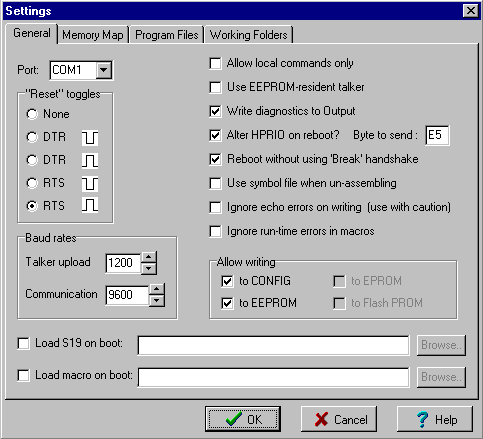 Settings
General
Memory Map
Program Files
Working Folders
Port:
COM1
Allow local commands only
Use EEPROM-resident talker
"Reset" toggles
None
DTR
DTR
RTS
RTS
Write diagnostics to Output
Alter HPRIO on reboot?
Byte to send :
E5
Reboot without using 'Break' handshake
Use symbol file when un-assembling
Ignore echo errors on writing (use with caution)
Ignore run-time errors in macros
Baud rates
Talker upload
1200
Communication
9600
Allow writing
to CONFIG
to EPROM
to EEPROM
to Flash PROM
Load S19 on boot:
Browse..
Load macro on boot:
Browse..
OK
Cancel
? Help